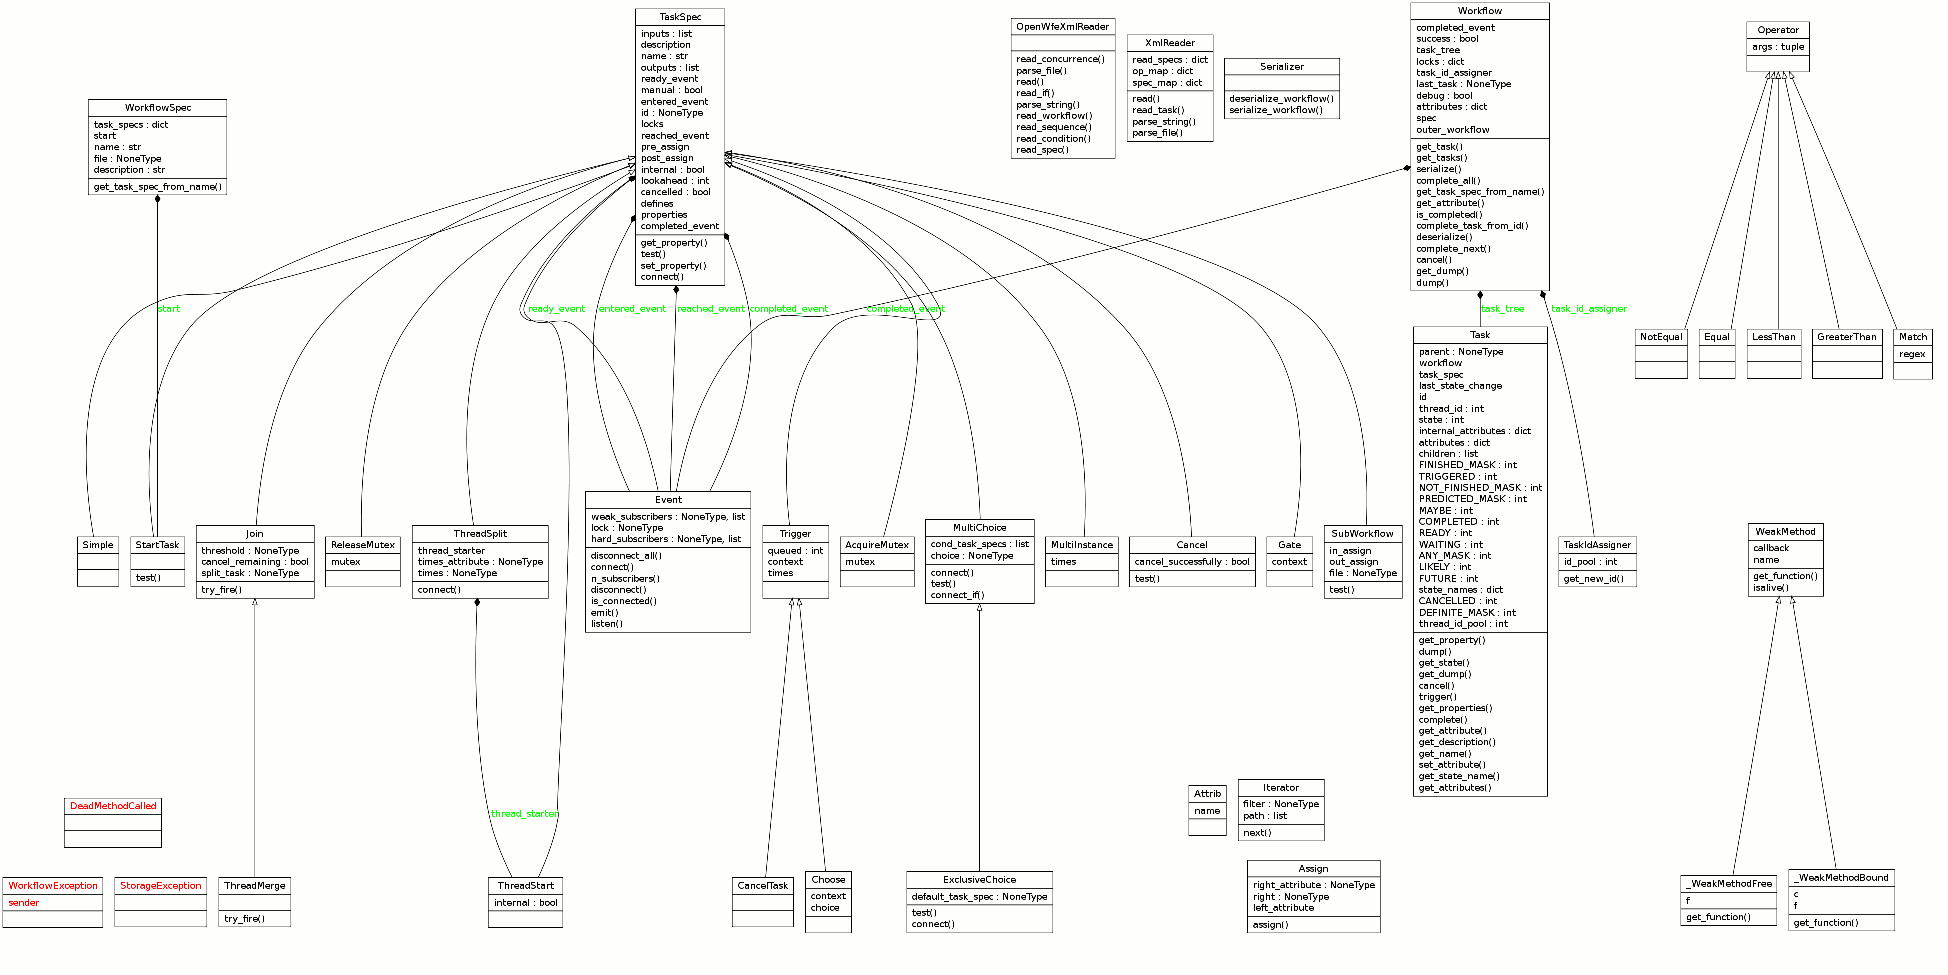 TaskSpec
inputs : list
description
name : str
outputs : list
ready_event
manual : bool
entered_event
id : NoneType
locks
reached_event
pre_assign
post_assign
internal : bool
lookahead : int
cancelled : bool
defines
properties
completed_event
get_property()
test()
set_property()
connect()
OpenWfeXmlReader
read_concurrence()
parse_file()
read()
read_if()
parse_string()
read_workflow()
read_sequence()
read_condition()
read_spec()
XmlReader
read_specs : dict
op_map : dict
spec_map : dict
read()
read_task()
parse_string()
parse_file()
Serializer
deserialize_workflow()
serialize_workflow()
Workflow
completed_event
success : bool
task_tree
locks : dict
task_id_assigner
last_task : NoneType
debug : bool
attributes : dict
spec
outer_workflow
get_task()
get_tasks()
serialize()
complete_all()
get_task_spec_from_name()
get_attribute()
is_completed()
complete_task_from_id()
deserialize()
complete_next()
cancel()
get_dump()
dump()
Operator
args : tuple
WorkflowSpec
task_specs : dict
start
name : str
file : NoneType
description : str
get_task_spec_from_name()
start
ready_event
entered_event
reached_event
completed_event
completed_event
task_tree
task_id_assigner
NotEqual
Equal
LessThan
GreaterThan
Match
regex
Task
parent : NoneType
workflow
task_spec
last_state_change
id
thread_id : int
state : int
internal_attributes : dict
attributes : dict
children : list
FINISHED_MASK : int
TRIGGERED : int
NOT_FINISHED_MASK : int
PREDICTED_MASK : int
MAYBE : int
COMPLETED : int
READY : int
WAITING : int
ANY_MASK : int
LIKELY : int
FUTURE : int
state_names : dict
CANCELLED : int
DEFINITE_MASK : int
thread_id_pool : int
get_property()
dump()
get_state()
get_dump()
cancel()
trigger()
get_properties()
complete()
get_attribute()
get_description()
get_name()
set_attribute()
get_state_name()
get_attributes()
Simple
StartTask
test()
Join
threshold : NoneType
cancel_remaining : bool
split_task : NoneType
try_fire()
ReleaseMutex
mutex
ThreadSplit
thread_starter
times_attribute : NoneType
times : NoneType
connect()
Event
weak_subscribers : NoneType, list
lock : NoneType
hard_subscribers : NoneType, list
disconnect_all()
connect()
n_subscribers()
disconnect()
is_connected()
emit()
listen()
Trigger
queued : int
context
times
AcquireMutex
mutex
MultiChoice
cond_task_specs : list
choice : NoneType
connect()
test()
connect_if()
MultiInstance
times
Cancel
cancel_successfully : bool
test()
Gate
context
SubWorkflow
in_assign
out_assign
file : NoneType
test()
TaskIdAssigner
id_pool : int
get_new_id()
WeakMethod
callback
name
get_function()
isalive()
DeadMethodCalled
thread_starter
Attrib
name
Iterator
filter : NoneType
path : list
next()
WorkflowException
sender
StorageException
ThreadMerge
try_fire()
ThreadStart
internal : bool
CancelTask
Choose
context
choice
ExclusiveChoice
default_task_spec : NoneType
test()
connect()
Assign
right_attribute : NoneType
right : NoneType
left_attribute
assign()
_WeakMethodFree
f
get_function()
_WeakMethodBound
c
f
get_function()